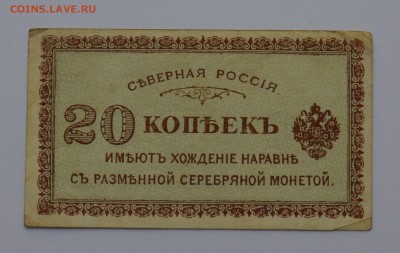 COINS.LAVE.RU
СѢВЕРНАЯ РОССІЯ.
20 КОПѢЕКЪ
ИМѢЮТЪ ХОЖДЕНІЕ НАРАВНѢ
СЪ РАЗМѢННОЙ СЕРЕБРЯНОЙ МОНЕТОЙ.